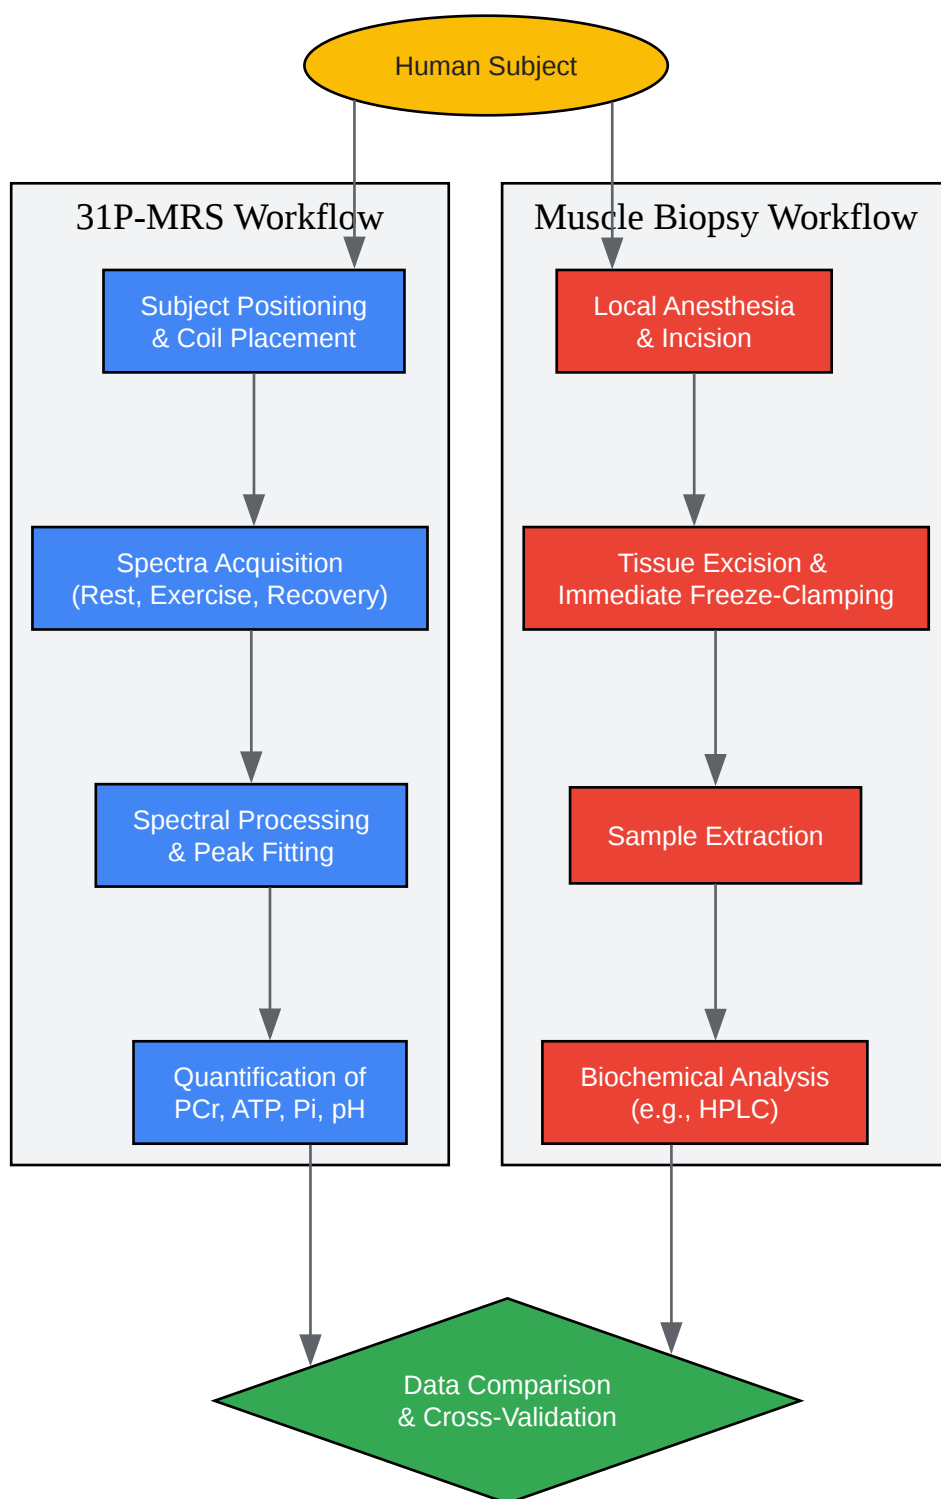 Human Subject
31P-MRS Workflow
Subject Positioning
& Coil Placement
Spectra Acquisition
(Rest, Exercise, Recovery)
Spectral Processing
& Peak Fitting
Quantification of
PCr, ATP, Pi, pH
Muscle Biopsy Workflow
Local Anesthesia
& Incision
Tissue Excision &
Immediate Freeze-Clamping
Sample Extraction
Biochemical Analysis
(e.g., HPLC)
Data Comparison
& Cross-Validation